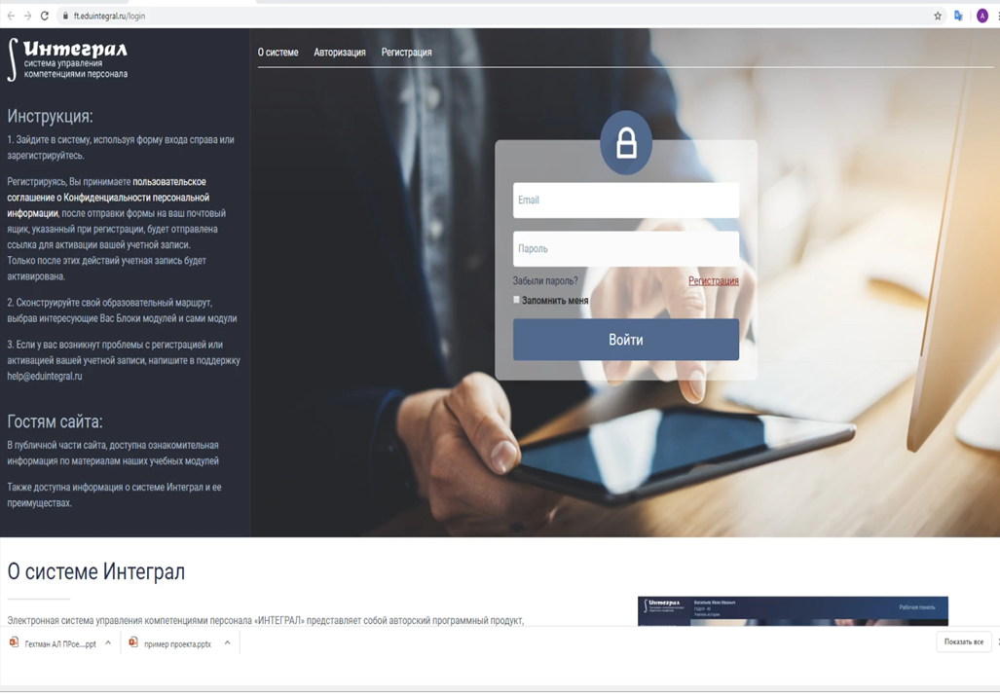 ft.eduintegral.ru/login
A
Интеграл
система управления
компетенциями персонала
О системе Авторизация Регистрация
Инструкция:
1. Зайдите в систему, используя форму входа справа или
зарегистрируйтесь.
Регистрируясь, Вы принимаете пользовательское
соглашение о Конфиденциальности персональной
информации, после отправки формы на ваш почтовый
ящик, указанный при регистрации, будет отправлена
ссылка для активации вашей учетной записи.
Только после этих действий учетная запись будет
активирована.
2. Сконструируйте свой образовательный маршрут,
выбрав интересующие Вас Блоки модулей и сами модули
3. Если у вас возникнут проблемы с регистрацией или
активацией вашей учетной записи, напишите в поддержку
help@eduintegral.ru
Гостям сайта:
В публичной части сайта, доступна ознакомительная
информация по материалам наших учебных модулей
Также доступна информация о системе Интеграл и ее
преимуществах.
Email
Пароль
Забыли пароль? Регистрация
Запомнить меня
Войти
О системе Интеграл
Электронная система управления компетенциями персонала «ИНТЕГРАЛ» представляет собой авторский программный продукт,
Интеграл
Рабочая панель
Гехтман АЛ ПРое....ppt
пример проекта.pptx
Показать все